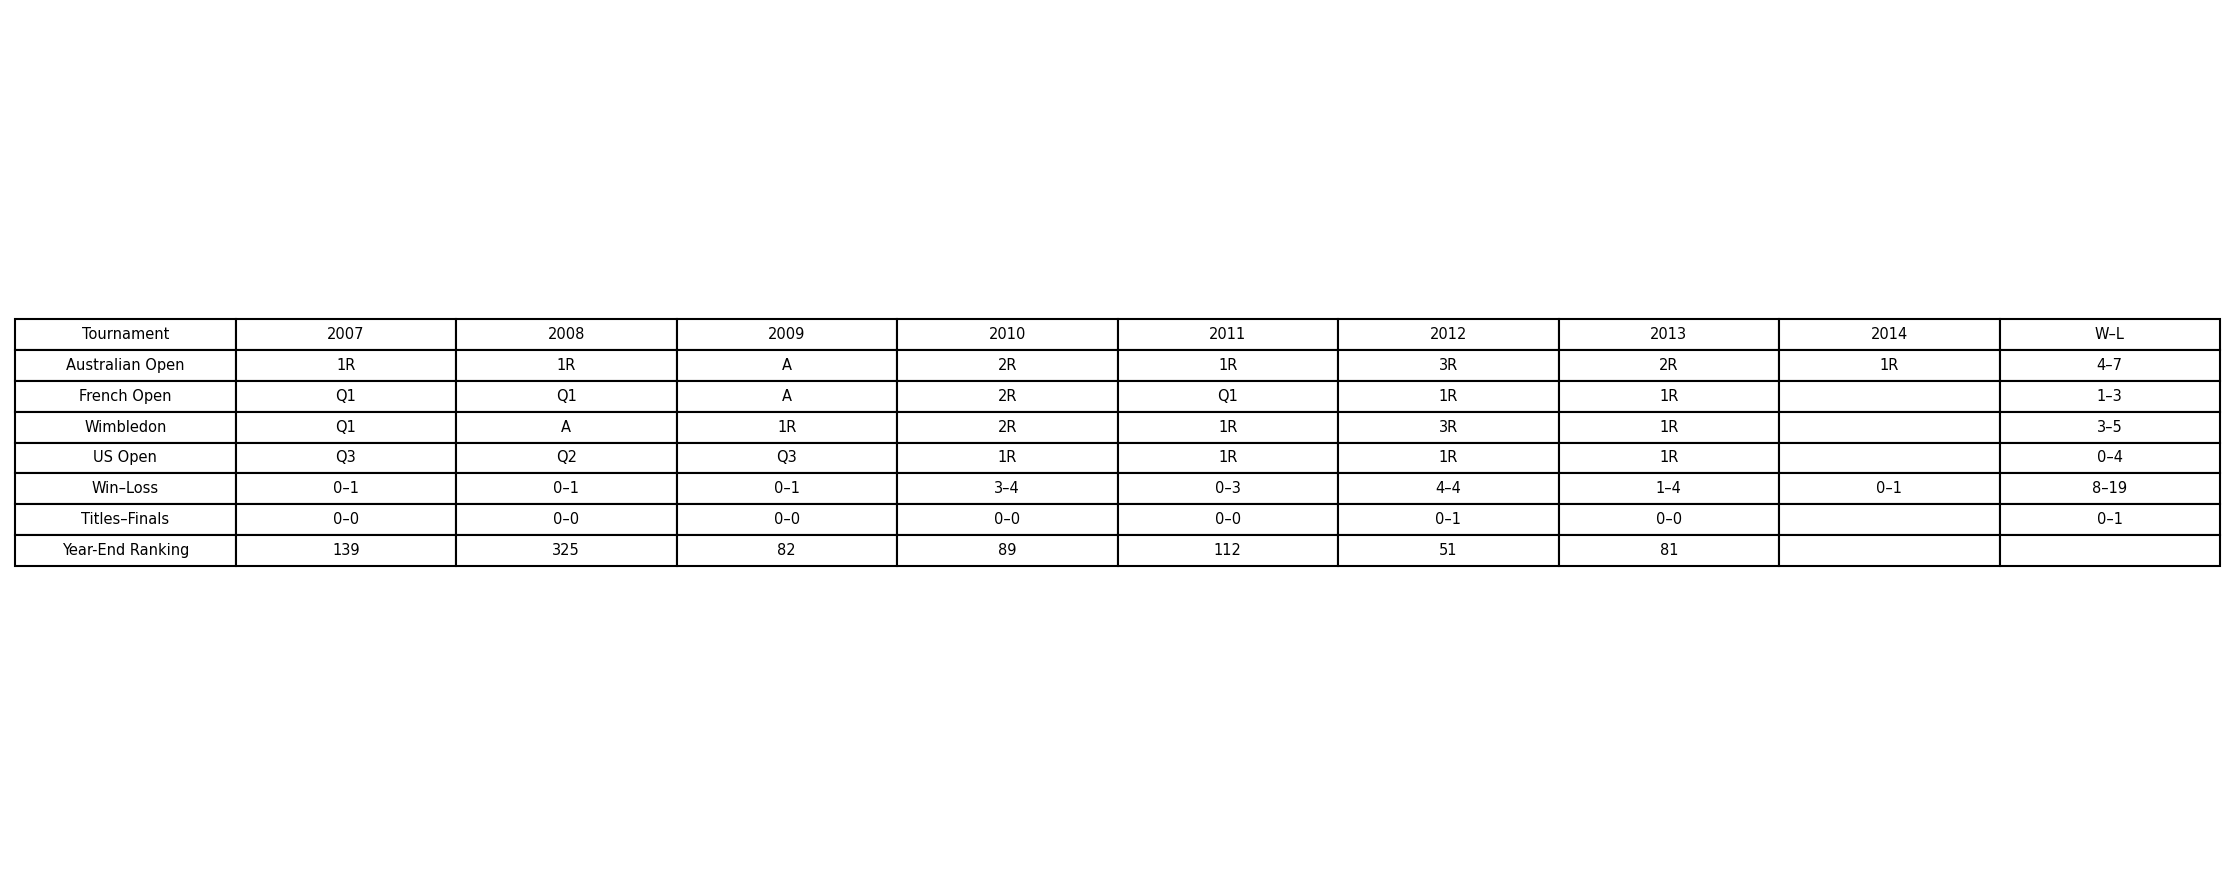 Tournament 2007 2008 2009 2010 2011 2012 2013 2014 W–L
Australian Open 1R 1R A 2R 1R 3R 2R 1R 4–7
French Open Q1 Q1 A 2R Q1 1R 1R 1–3
Wimbledon Q1 A 1R 2R 1R 3R 1R 3–5
US Open Q3 Q2 Q3 1R 1R 1R 1R 0–4
Win–Loss 0–1 0–1 0–1 3–4 0–3 4–4 1–4 0–1 8–19
Titles–Finals 0–0 0–0 0–0 0–0 0–0 0–1 0–0 0–1
Year-End Ranking 139 325 82 89 112 51 81